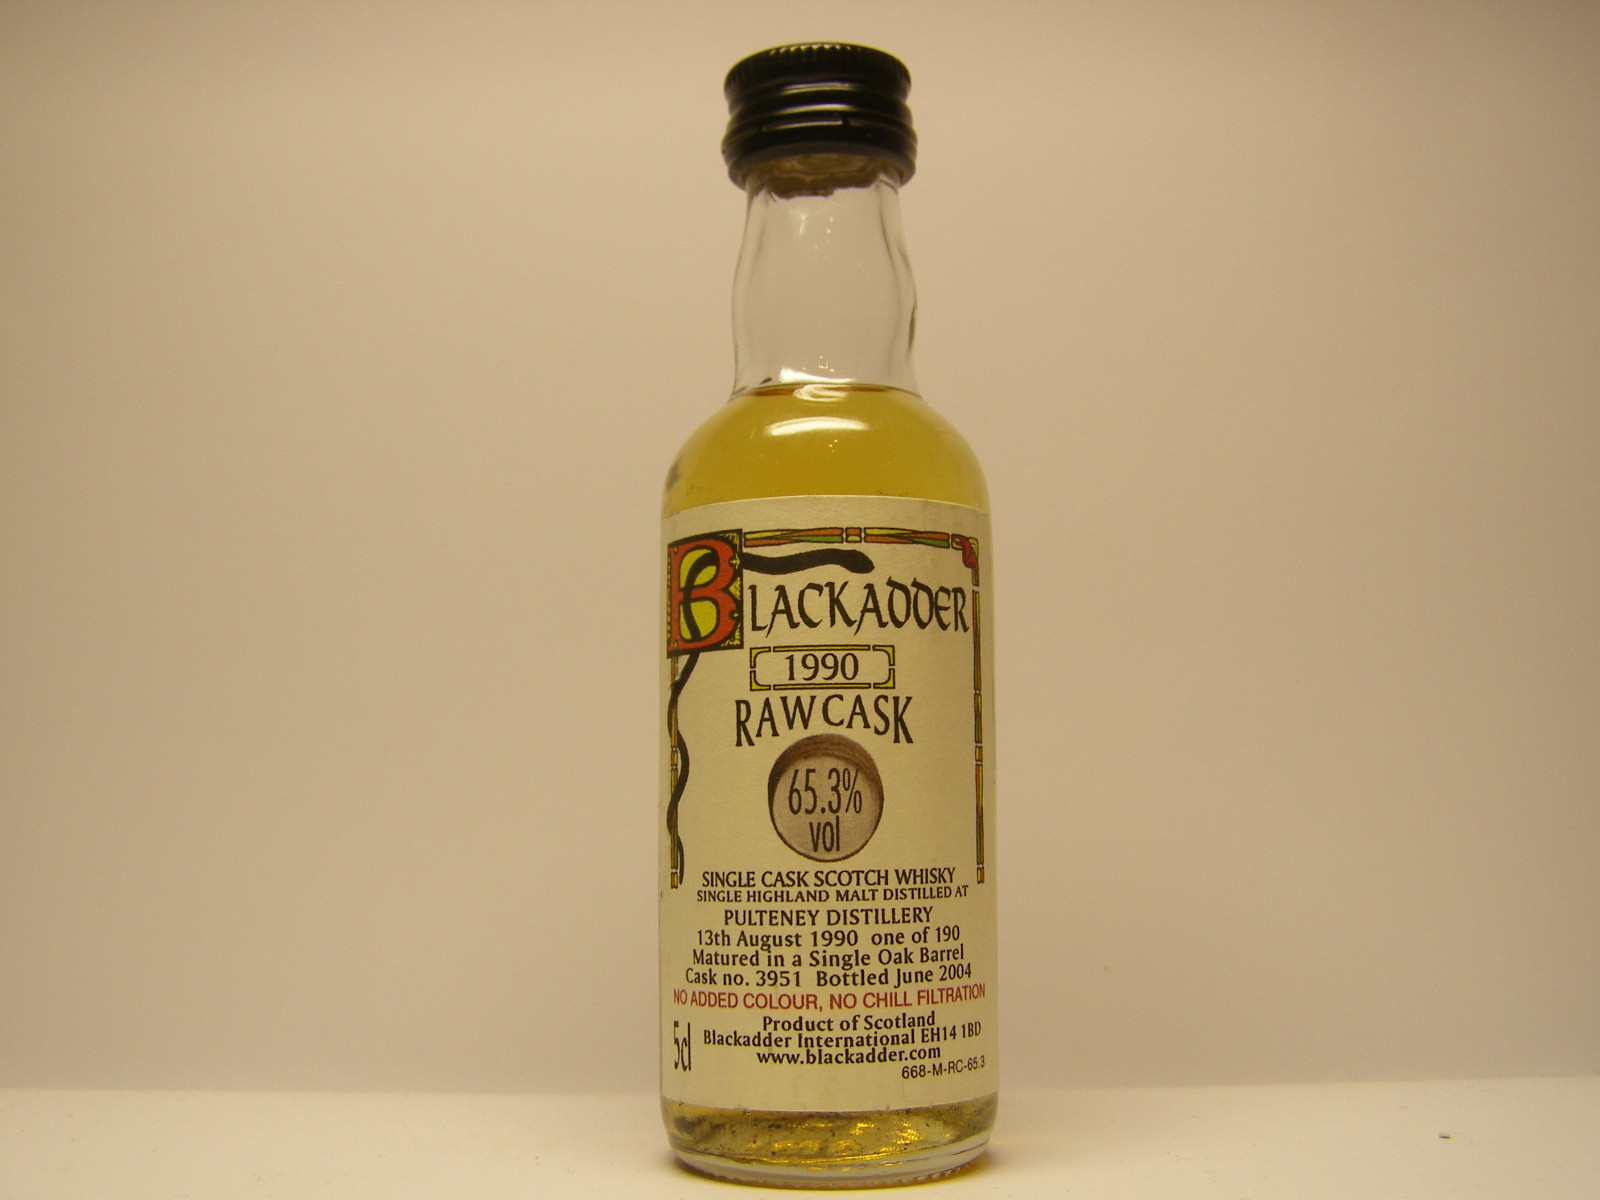 BLACKADDER
1990
RAW CASK
65.3%
vol
SINGLE CASK SCOTCH WHISKY
SINGLE HIGHLAND MALT DISTILLED AT
PULTENEY DISTILLERY
13th August 1990 one of 190
Matured in a Single Oak Barrel
Cask no. 3951 Bottled June 2004
NO ADDED COLOUR, NO CHILL FILTRATION
Product of Scotland
5cl Blackadder International EH14 1BD
www.blackadder.com
668-M-RC-65.3